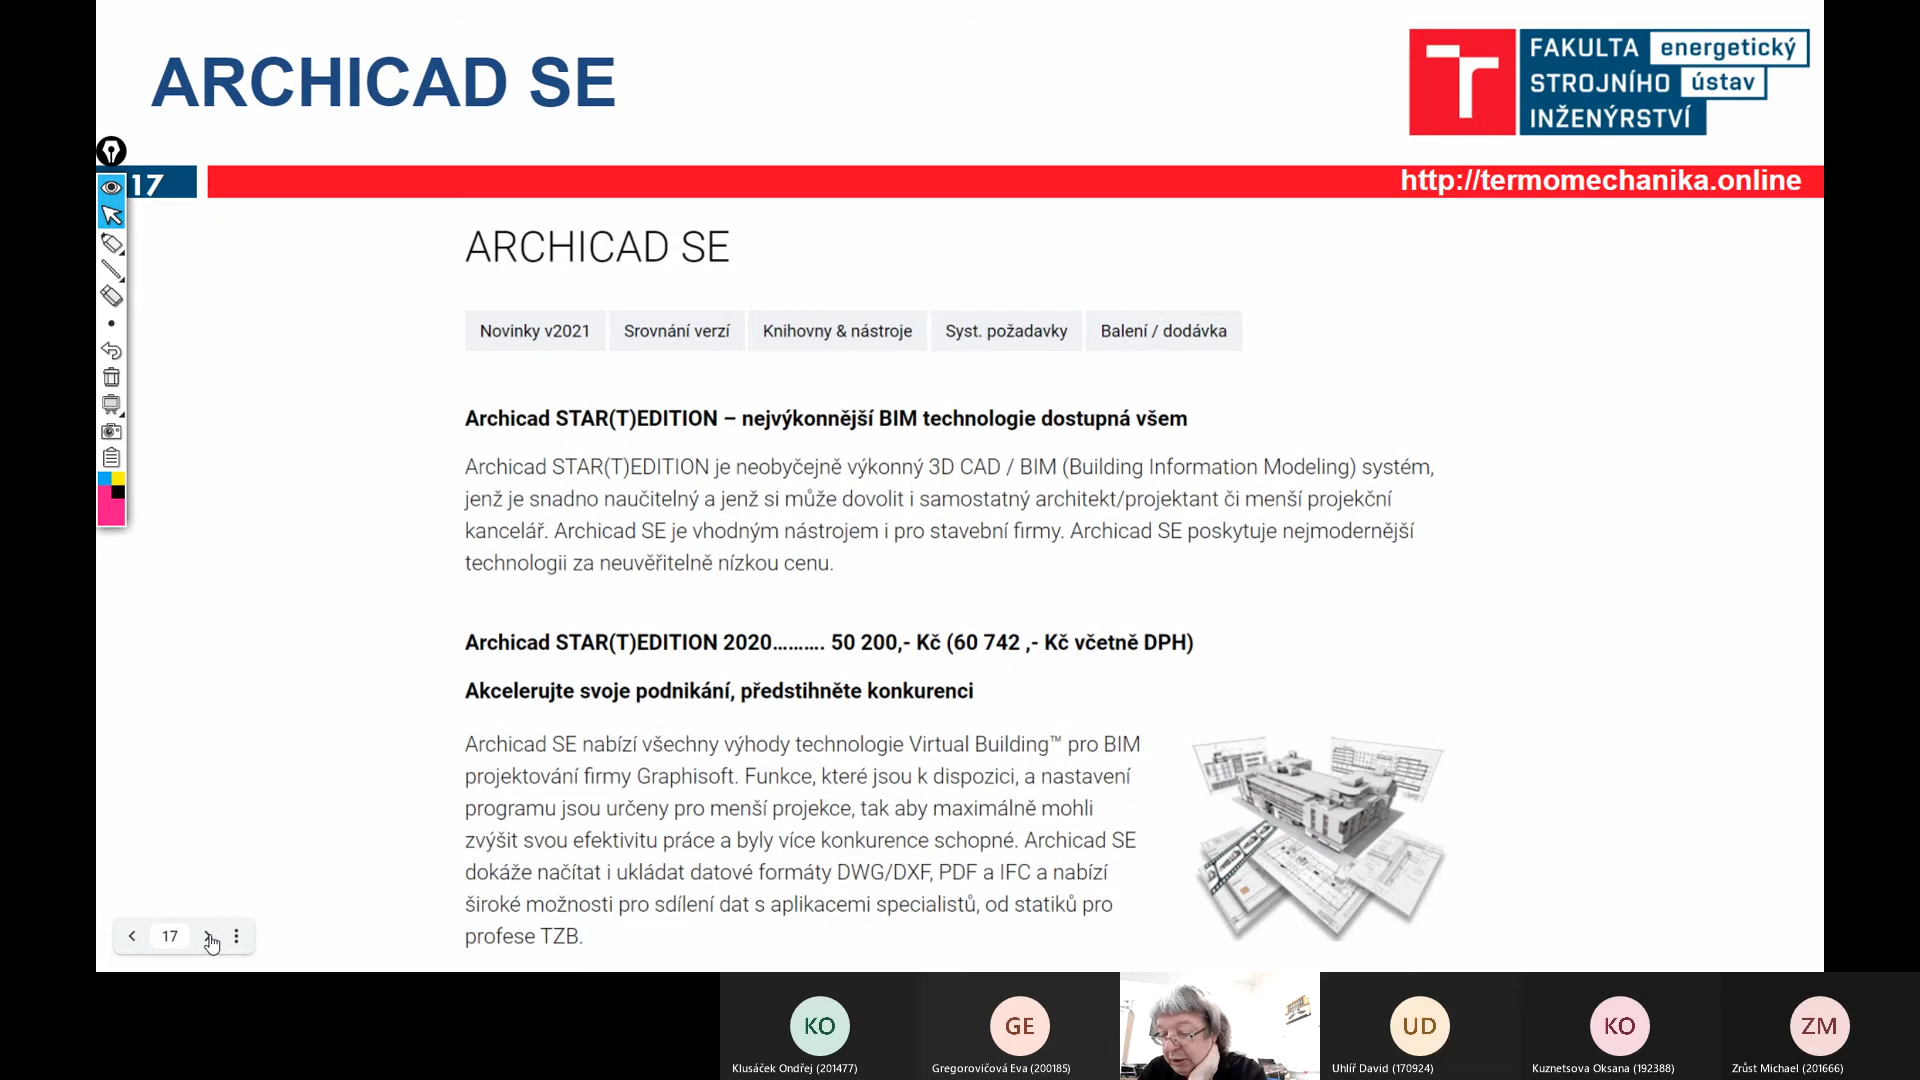 ARCHICAD SE
FAKULTA energetický
STROJNÍHO ústav
INŽENÝRSTVÍ
17
http://termomechanika.online
ARCHICAD SE
Novinky v2021 Srovnání verzí Knihovny & nástroje Syst. požadavky Balení / dodávka
Archicad STAR(T)EDITION – nejvýkonnější BIM technologie dostupná všem
Archicad STAR(T)EDITION je neobyčejně výkonný 3D CAD / BIM (Building Information Modeling) systém,
jenž je snadno naučitelný a jenž si může dovolit i samostatný architekt/projektant či menší projekční
kancelář. Archicad SE je vhodným nástrojem i pro stavební firmy. Archicad SE poskytuje nejmodernější
technologii za neuvěřitelně nízkou cenu.
Archicad STAR(T)EDITION 2020.......... 50 200,- Kč (60 742 ,- Kč včetně DPH)
Akcelerujte svoje podnikání, předstihněte konkurenci
Archicad SE nabízí všechny výhody technologie Virtual Building™ pro BIM
projektování firmy Graphisoft. Funkce, které jsou k dispozici, a nastavení
programu jsou určeny pro menší projekce, tak aby maximálně mohli
zvýšit svou efektivitu práce a byly více konkurence schopné. Archicad SE
dokáže načítat i ukládat datové formáty DWG/DXF, PDF a IFC a nabízí
široké možnosti pro sdílení dat s aplikacemi specialistů, od statiků pro
profese TZB.
17
KO GE UD KO ZM
Klusáček Ondřej (201477) Gregorovičová Eva (200185) Uhlíř David (170924) Kuznetsova Oksana (192388) Zrůst Michael (201666)